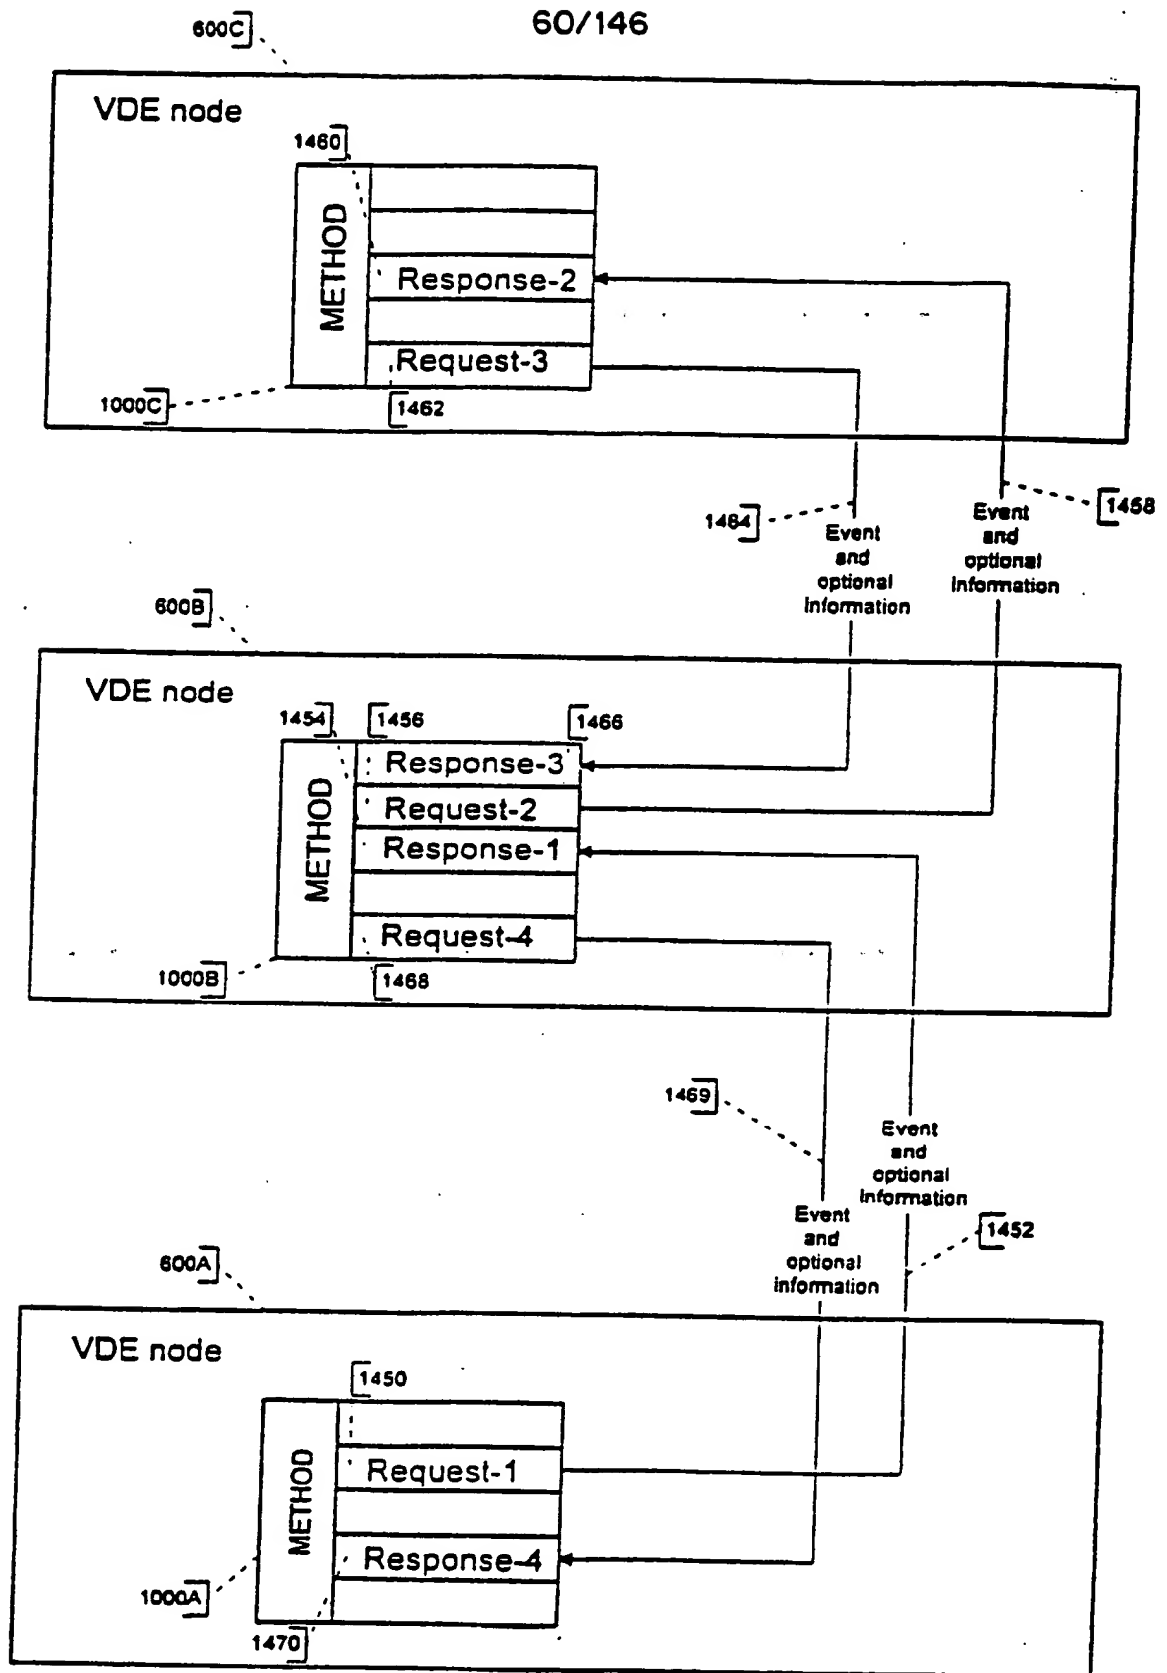 60/146
600C
VDE node
1460
METHOD
Response-2
Request-3
1000C
1462
1464
Event
and
optional
information
1458
Event
and
optional
information
600B
VDE node
1454
1456
1466
METHOD
Response-3
Request-2
Response-1
Request-4
1000B
1468
1469
Event
and
optional
information
1452
Event
and
optional
information
600A
VDE node
1450
METHOD
Request-1
Response-4
1000A
1470